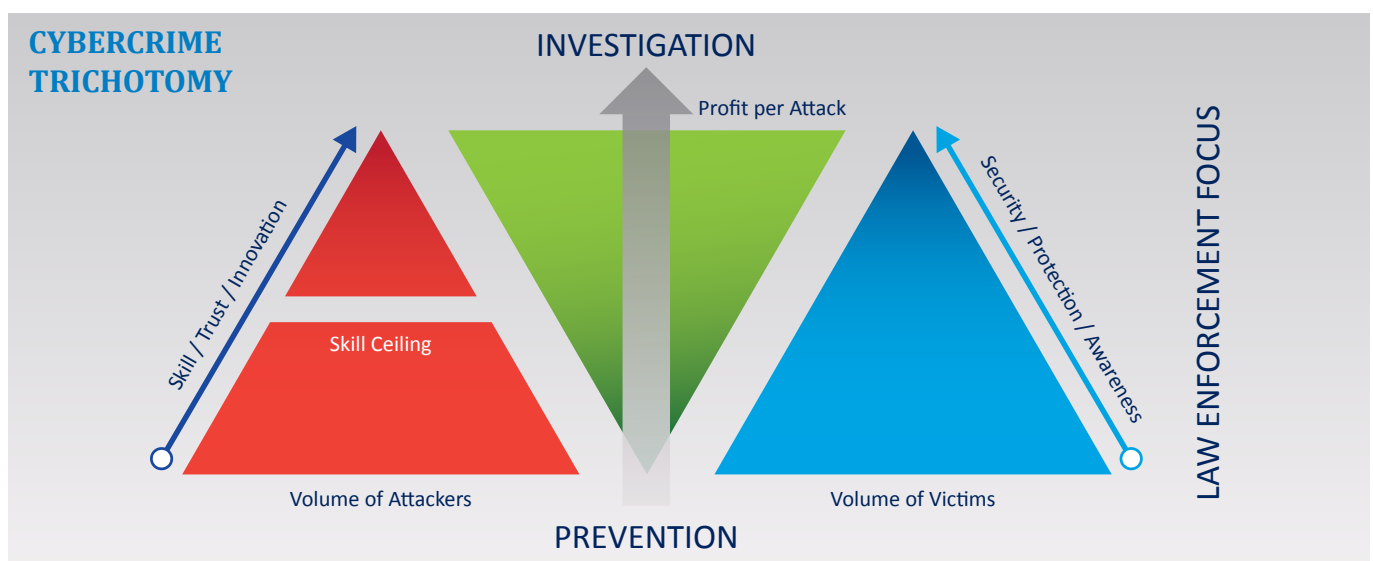 CYBERCRIME
TRICHOTOMY
INVESTIGATION
Profit per Attack
Skill / Trust / Innovation
Skill Ceiling
Security / Protection / Awareness
LAW ENFORCEMENT FOCUS
Volume of Attackers
Volume of Victims
PREVENTION